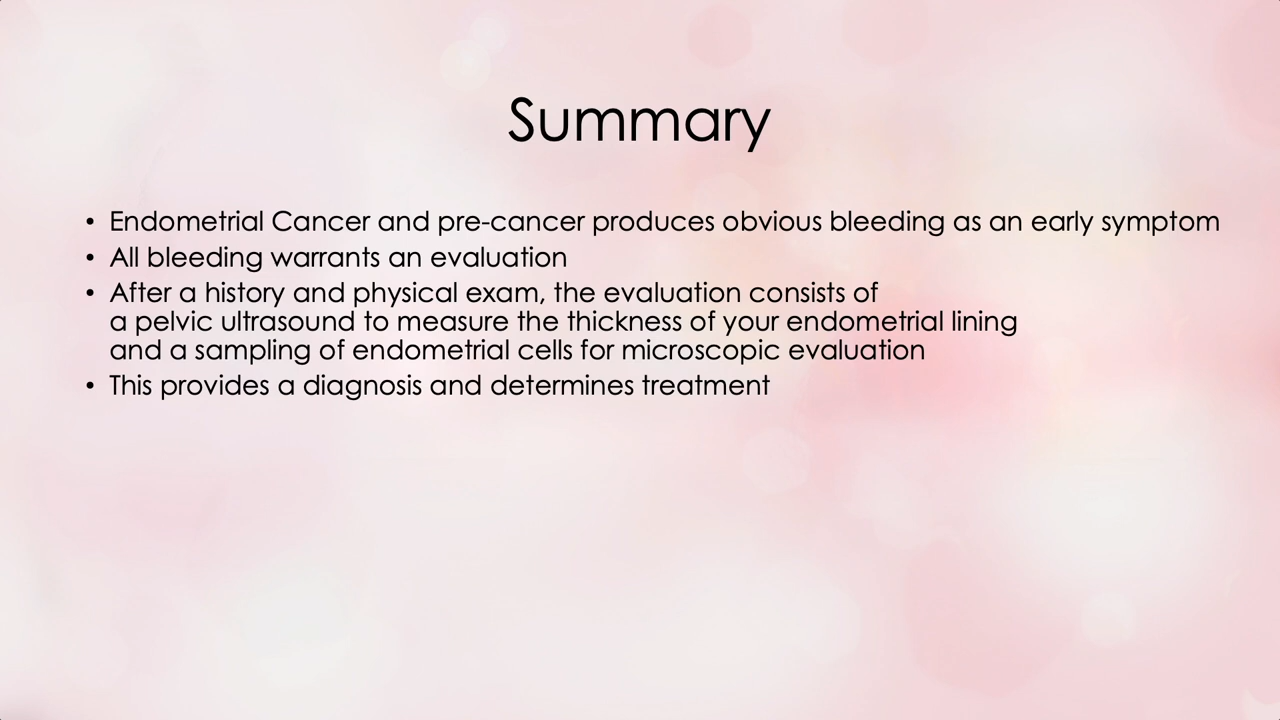 Summary
• Endometrial Cancer and pre-cancer produces obvious bleeding as an early symptom
• All bleeding warrants an evaluation
• After a history and physical exam, the evaluation consists of
a pelvic ultrasound to measure the thickness of your endometrial lining
and a sampling of endometrial cells for microscopic evaluation
• This provides a diagnosis and determines treatment